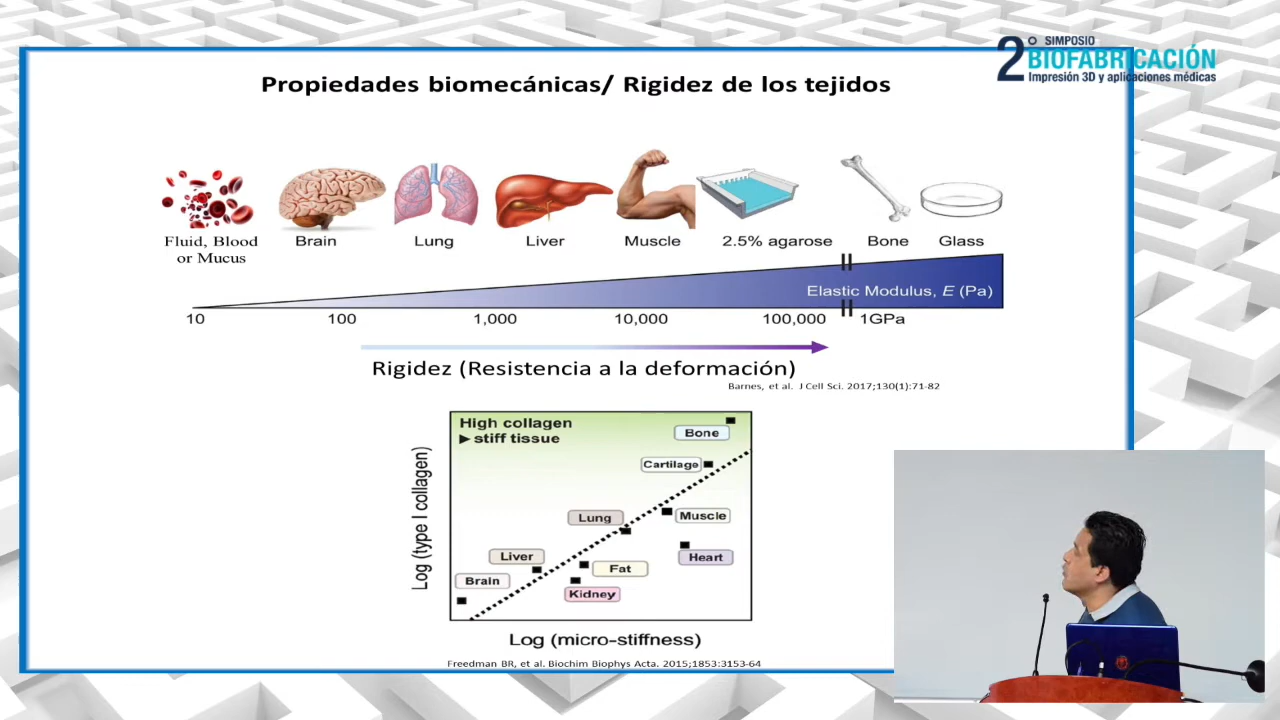 2° SIMPOSIO
BIOFABRICACIÓN
Impresión 3D y aplicaciones médicas
Propiedades biomecánicas/ Rigidez de los tejidos
Fluid, Blood
or Mucus
Brain
Lung
Liver
Muscle
2.5% agarose
Bone
Glass
Elastic Modulus, E (Pa)
10
100
1,000
10,000
100,000
1GPa
Rigidez (Resistencia a la deformación)
Barnes, et al. J Cell Sci. 2017;130(1):71-82
High collagen
▶ stiff tissue
Bone
Cartilage
Lung
Muscle
Liver
Heart
Fat
Brain
Kidney
Log (type I collagen)
Log (micro-stiffness)
Freedman BR, et al. Biochim Biophys Acta. 2015;1853:3153-64